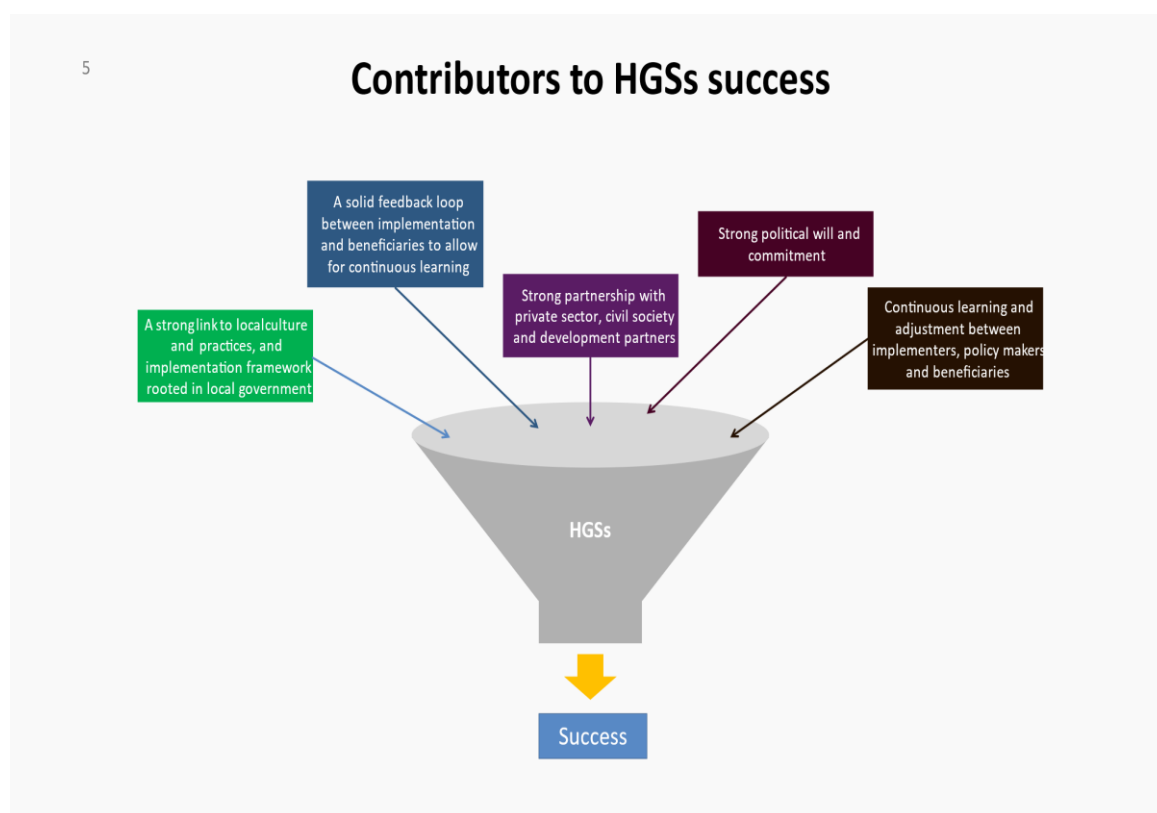 5
Contributors to HGSs success
A solid feedback loop
between implementation
and beneficiaries to allow
for continuous learning
Strong political will and
commitment
Strong partnership with
private sector, civil society
and development partners
Continuous learning and
adjustment between
implementers, policy makers
and beneficiaries
A strong link to localculture
and practices, and
implementation framework
rooted in local government
HGSs
Success